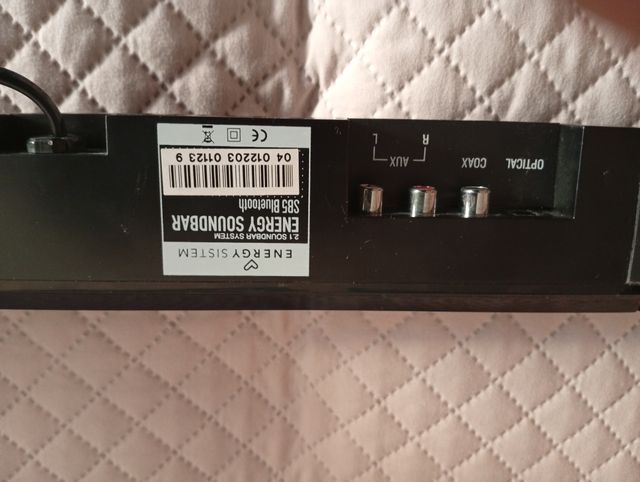 ENERGY SISTEM
2.1 SOUNDBAR SYSTEM
ENERGY SOUNDBAR
SB5 Bluetooth
04 012203 01123 9
CE
OPTICAL COAX AUX
R L